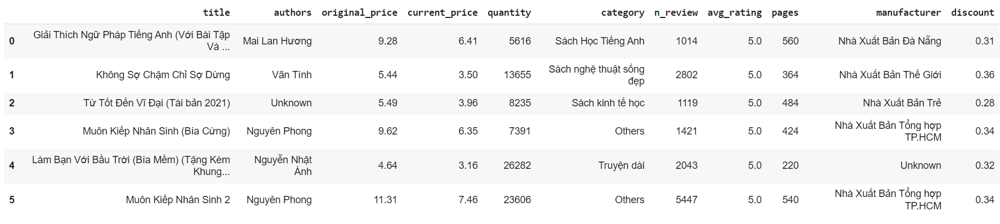 title authors original_price current_price quantity category n_review avg_rating pages manufacturer discount
0 Giải Thích Ngữ Pháp Tiếng Anh (Với Bài Tập Và ... Mai Lan Hương 9.28 6.41 5616 Sách Học Tiếng Anh 1014 5.0 560 Nhà Xuất Bản Đà Nẵng 0.31
1 Không Sợ Chậm Chỉ Sợ Dừng Vãn Tình 5.44 3.50 13655 Sách nghệ thuật sống đẹp 2802 5.0 364 Nhà Xuất Bản Thế Giới 0.36
2 Từ Tốt Đến Vĩ Đại (Tái bản 2021) Unknown 5.49 3.96 8235 Sách kinh tế học 1119 5.0 484 Nhà Xuất Bản Trẻ 0.28
3 Muôn Kiếp Nhân Sinh (Bìa Cứng) Nguyên Phong 9.62 6.35 7391 Others 1421 5.0 424 Nhà Xuất Bản Tổng hợp TP.HCM 0.34
4 Làm Bạn Với Bầu Trời (Bìa Mềm) (Tặng Kèm Khung... Nguyễn Nhật Ánh 4.64 3.16 26282 Truyện dài 2043 5.0 220 Unknown 0.32
5 Muôn Kiếp Nhân Sinh 2 Nguyên Phong 11.31 7.46 23606 Others 5447 5.0 540 Nhà Xuất Bản Tổng hợp TP.HCM 0.34